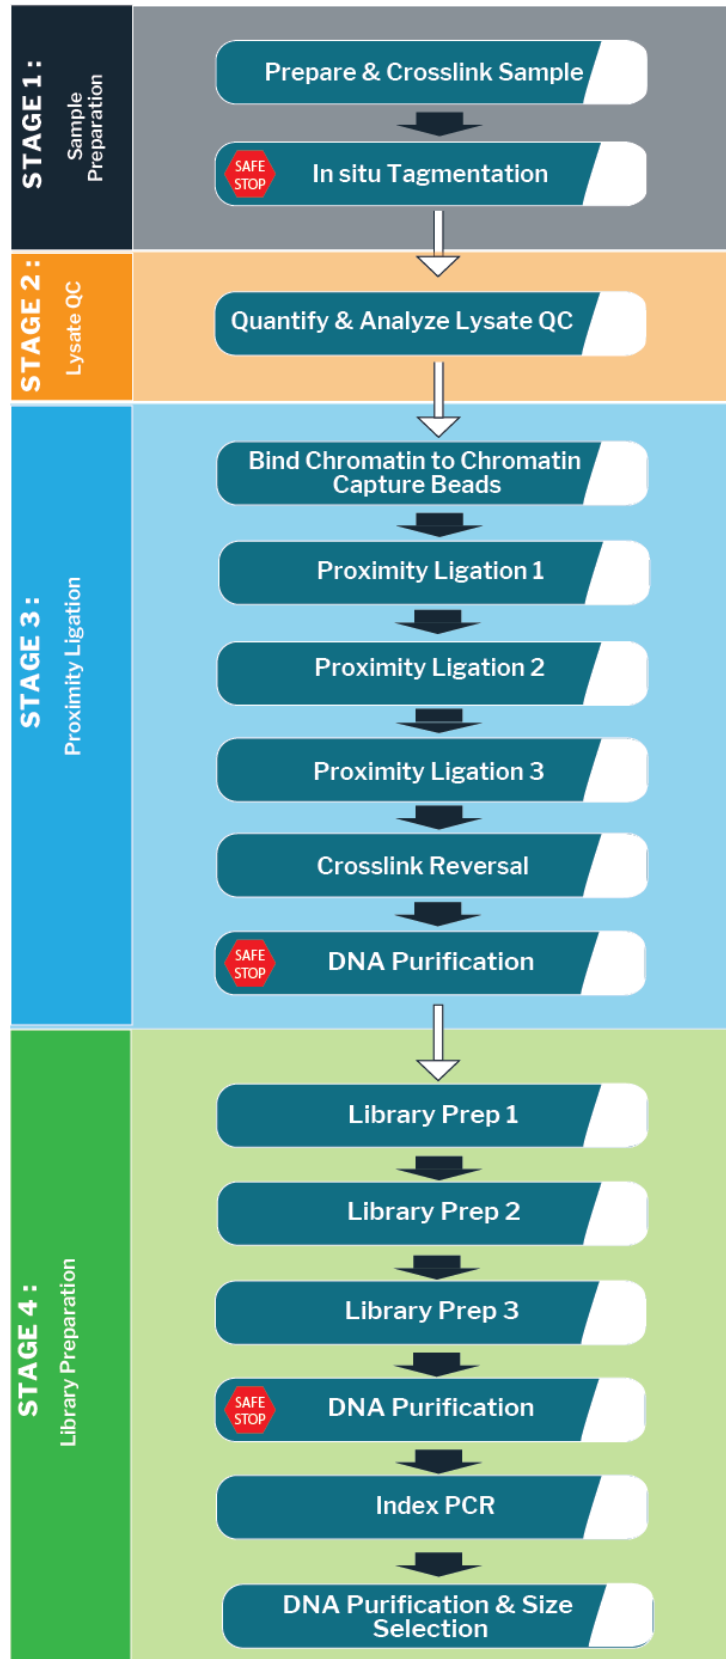 STAGE 1 :
Sample
Preparation
Prepare & Crosslink Sample
SAFE
STOP
In situ Tagmentation
STAGE 2 :
Lysate QC
Quantify & Analyze Lysate QC
STAGE 3 :
Proximity Ligation
Bind Chromatin to Chromatin
Capture Beads
Proximity Ligation 1
Proximity Ligation 2
Proximity Ligation 3
Crosslink Reversal
SAFE
STOP
DNA Purification
STAGE 4 :
Library Preparation
Library Prep 1
Library Prep 2
Library Prep 3
SAFE
STOP
DNA Purification
Index PCR
DNA Purification & Size
Selection